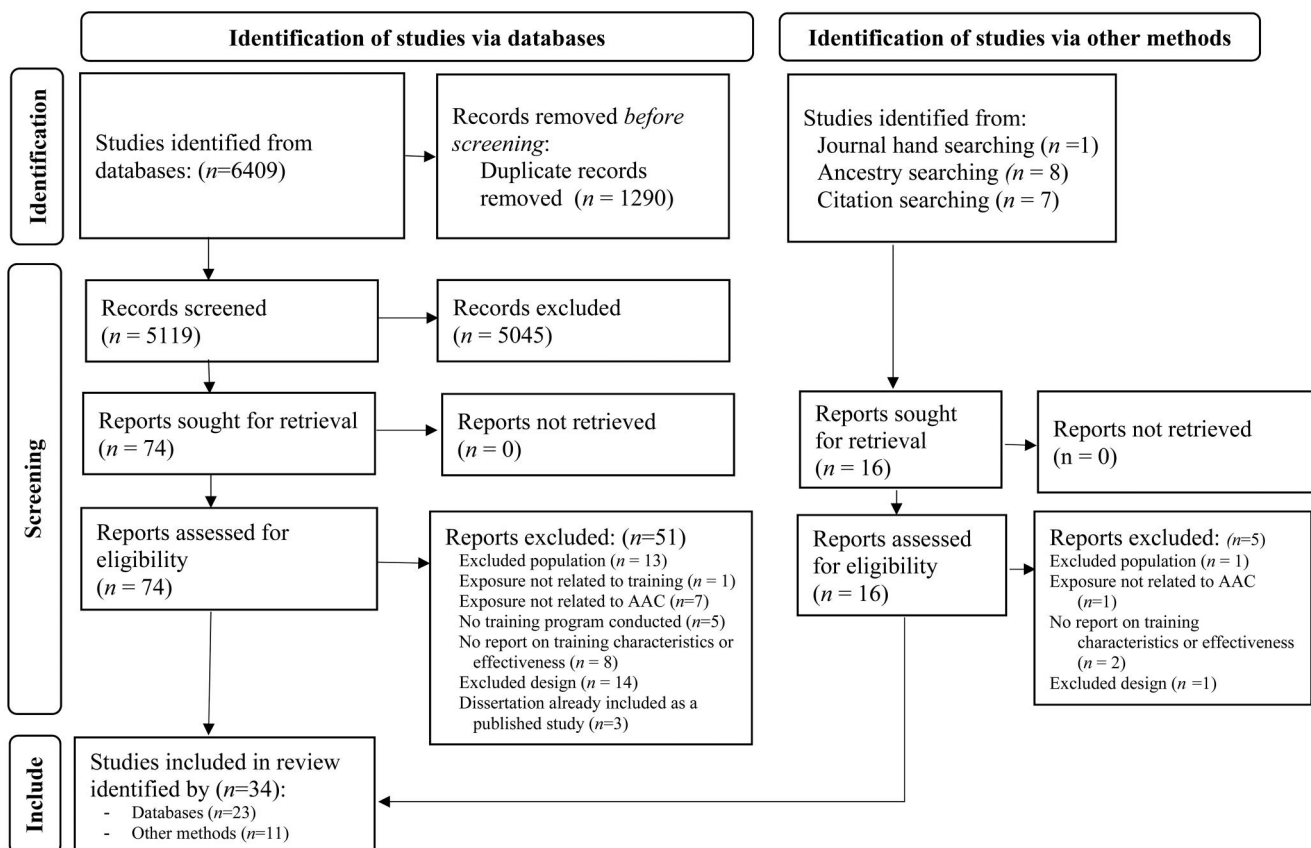 Identification of studies via databases
Identification of studies via other methods
Identification
Studies identified from
databases: (n=6409)
Records removed before
screening:
Duplicate records
removed (n = 1290)
Studies identified from:
Journal hand searching (n =1)
Ancestry searching (n = 8)
Citation searching (n = 7)
Screening
Records screened
(n = 5119)
Records excluded
(n = 5045)
Reports sought for retrieval
(n = 74)
Reports not retrieved
(n = 0)
Reports sought
for retrieval
(n = 16)
Reports not retrieved
(n = 0)
Reports assessed for
eligibility
(n = 74)
Reports excluded: (n=51)
Excluded population (n = 13)
Exposure not related to training (n = 1)
Exposure not related to AAC (n=7)
No training program conducted (n=5)
No report on training characteristics or
effectiveness (n = 8)
Excluded design (n = 14)
Dissertation already included as a
published study (n=3)
Reports assessed
for eligibility
(n = 16)
Reports excluded: (n=5)
Excluded population (n = 1)
Exposure not related to AAC
(n=1)
No report on training
characteristics or effectiveness
(n = 2)
Excluded design (n =1)
Include
Studies included in review
identified by (n=34):
- Databases (n=23)
- Other methods (n=11)